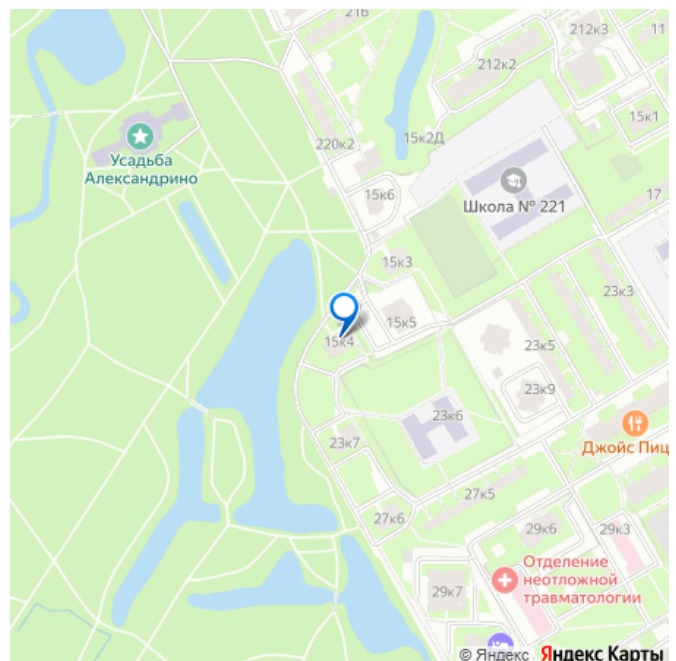 216
212к3
11
212к2
15к1
220к2
15к2Д
Усадьба
Александрино
15к6
Школа № 221
17
15к3
23к3
15к5
15к4
23к5
23к9
23к6
Джойс Пиц
23к7
27к5
27к6
29к6
29к3
Отделение
неотложной
травматологии
29к7
© Яндекс Яндекс Карты